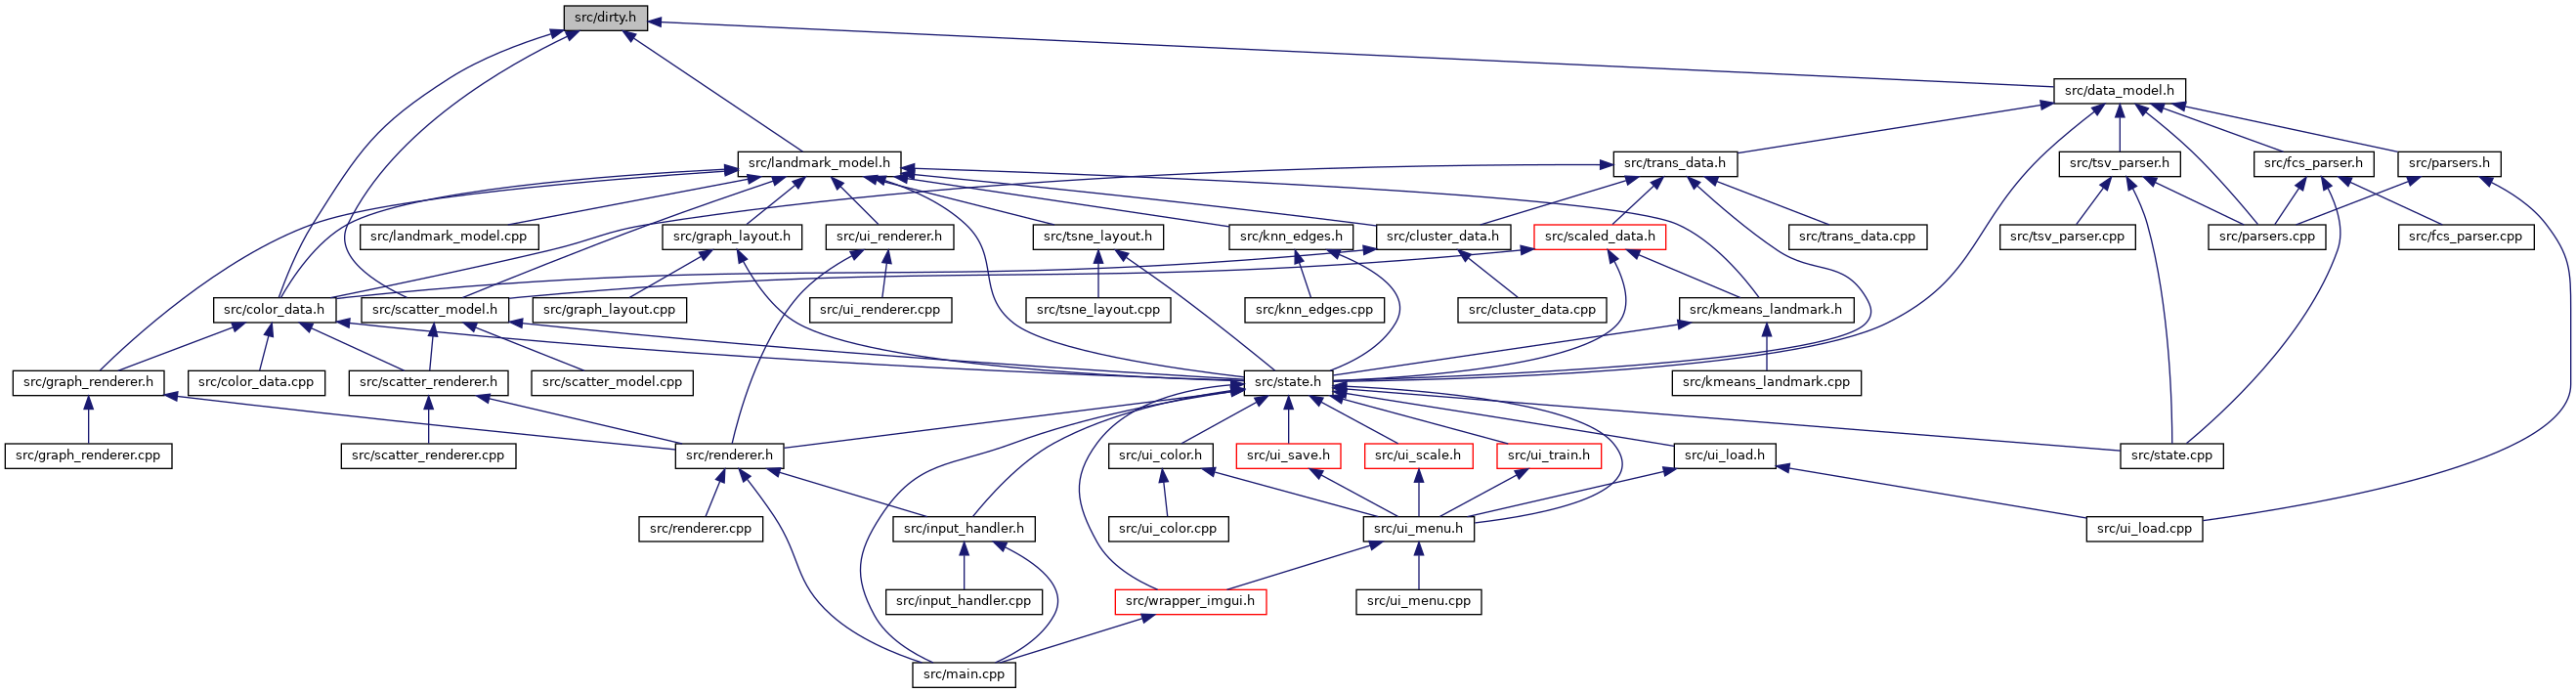 src/dirty.h
src/data_model.h
src/landmark_model.h
src/trans_data.h
src/tsv_parser.h
src/fcs_parser.h
src/parsers.h
src/landmark_model.cpp
src/graph_layout.h
src/ui_renderer.h
src/tsne_layout.h
src/knn_edges.h
src/cluster_data.h
src/scaled_data.h
src/trans_data.cpp
src/tsv_parser.cpp
src/parsers.cpp
src/fcs_parser.cpp
src/color_data.h
src/scatter_model.h
src/graph_layout.cpp
src/ui_renderer.cpp
src/tsne_layout.cpp
src/knn_edges.cpp
src/cluster_data.cpp
src/kmeans_landmark.h
src/graph_renderer.h
src/color_data.cpp
src/scatter_renderer.h
src/scatter_model.cpp
src/state.h
src/kmeans_landmark.cpp
src/graph_renderer.cpp
src/scatter_renderer.cpp
src/renderer.h
src/ui_color.h
src/ui_save.h
src/ui_scale.h
src/ui_train.h
src/ui_load.h
src/state.cpp
src/renderer.cpp
src/input_handler.h
src/ui_color.cpp
src/ui_menu.h
src/ui_load.cpp
src/input_handler.cpp
src/wrapper_imgui.h
src/ui_menu.cpp
src/main.cpp